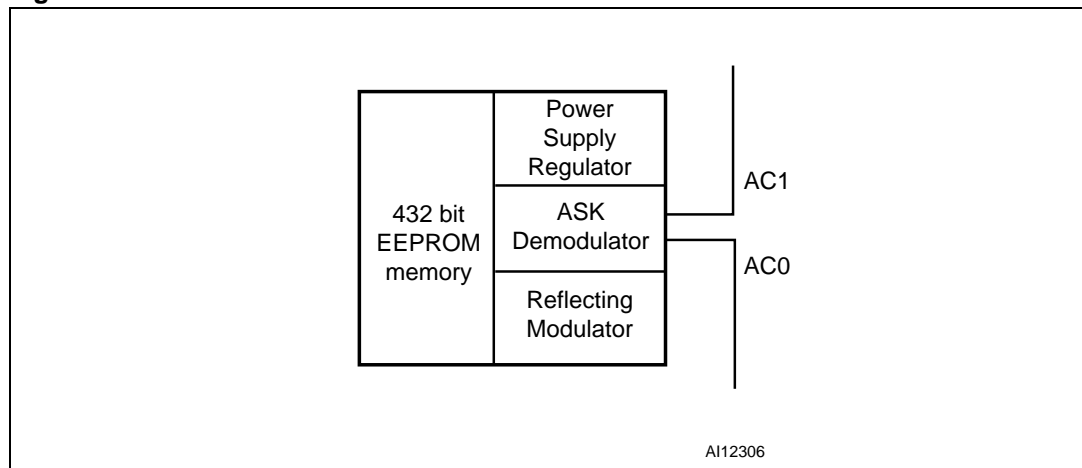 Power
Supply
Regulator
AC1
432 bit
EEPROM
memory
ASK
Demodulator
AC0
Reflecting
Modulator
AI12306